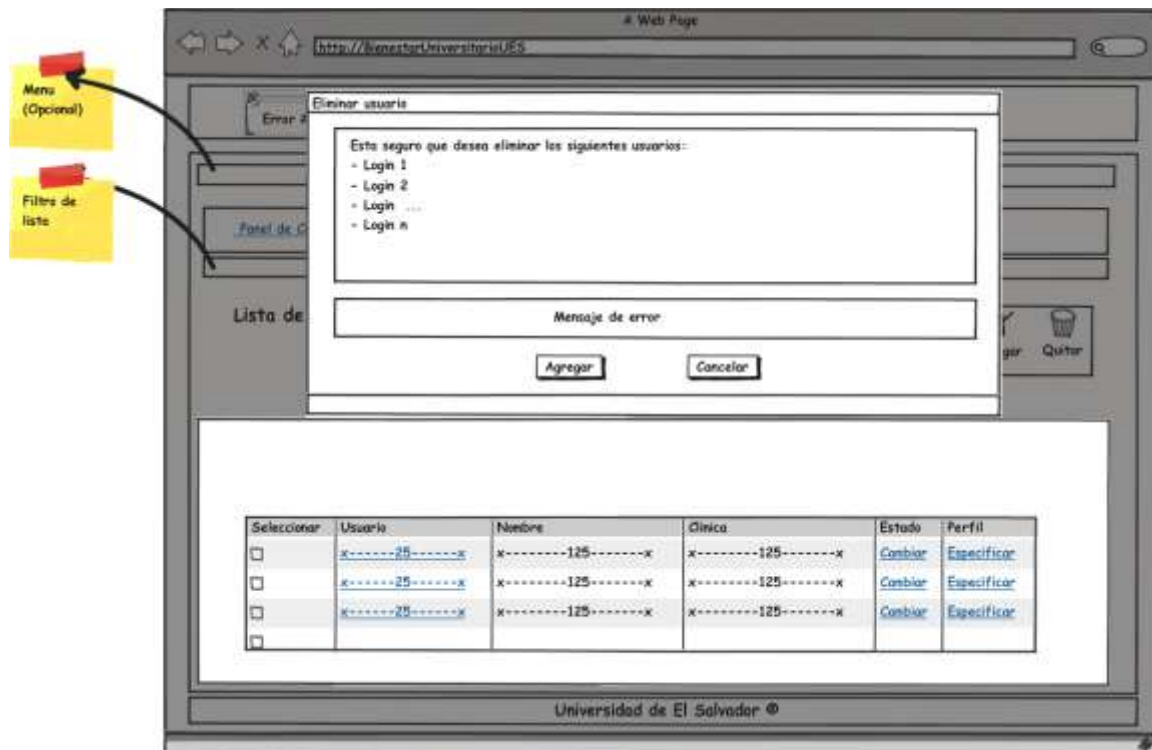 A Web Page
http://BienestarUniversitarioUES
Menu
(Opcional)
Filtro de
lista
Error
Eliminar usuario
Esta seguro que desea eliminar los siguientes usuarios:
- Login 1
- Login 2
- Login ...
- Login n
Panel de C
Lista de
Mensaje de error
Agregar Cancelar
gar Quitar
Seleccionar Usuario Nombre Clinica Estado Perfil
x------25------x x--------125-------x x--------125-------x Cambiar Especificar
x------25------x x--------125-------x x--------125-------x Cambiar Especificar
x------25------x x--------125-------x x--------125-------x Cambiar Especificar
Universidad de El Salvador ®